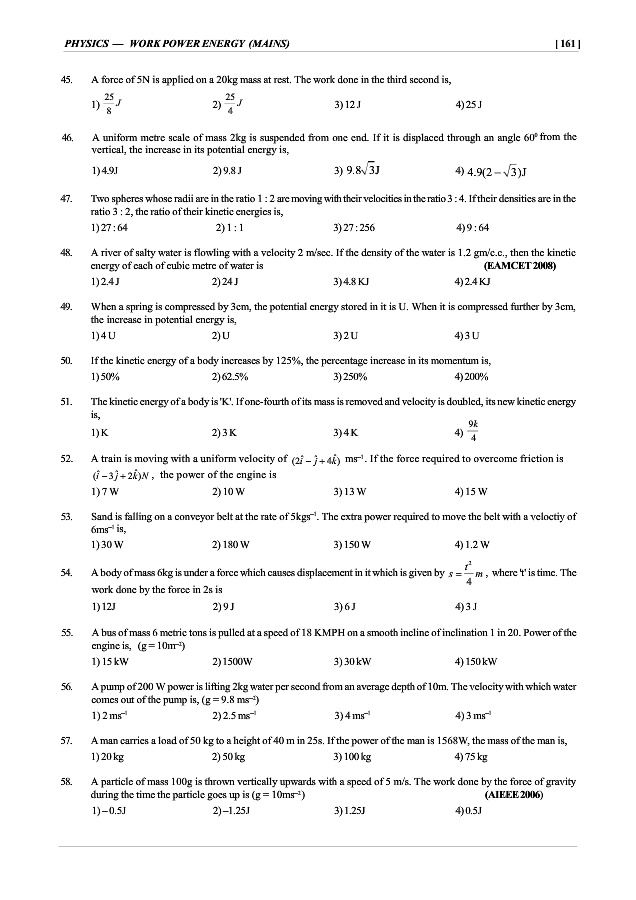 PHYSICS — WORK POWER ENERGY (MAINS) [ 161 ]
45. A force of 5N is applied on a 20kg mass at rest. The work done in the third second is,
1) 25/8 J 2) 25/4 J 3) 12 J 4) 25 J
46. A uniform metre scale of mass 2kg is suspended from one end. If it is displaced through an angle 60⁰ from the
vertical, the increase in its potential energy is,
1) 4.9J 2) 9.8 J 3) 9.8√3J 4) 4.9(2 − √3)J
47. Two spheres whose radii are in the ratio 1 : 2 are moving with their velocities in the ratio 3 : 4. If their densities are in the
ratio 3 : 2, the ratio of their kinetic energies is,
1) 27 : 64 2) 1 : 1 3) 27 : 256 4) 9 : 64
48. A river of salty water is flowling with a velocity 2 m/sec. If the density of the water is 1.2 gm/c.c., then the kinetic
energy of each of cubic metre of water is (EAMCET 2008)
1) 2.4 J 2) 24 J 3) 4.8 KJ 4) 2.4 KJ
49. When a spring is compressed by 3cm, the potential energy stored in it is U. When it is compressed further by 3cm,
the increase in potential energy is,
1) 4 U 2) U 3) 2 U 4) 3 U
50. If the kinetic energy of a body increases by 125%, the percentage increase in its momentum is,
1) 50% 2) 62.5% 3) 250% 4) 200%
51. The kinetic energy of a body is 'K'. If one-fourth of its mass is removed and velocity is doubled, its new kinetic energy
is,
1) K 2) 3 K 3) 4 K 4) 9k/4
52. A train is moving with a uniform velocity of (2î − ĵ + 4k̂) ms⁻¹. If the force required to overcome friction is
(î − 3ĵ + 2k̂)N , the power of the engine is
1) 7 W 2) 10 W 3) 13 W 4) 15 W
53. Sand is falling on a conveyor belt at the rate of 5kgs⁻¹. The extra power required to move the belt with a veloctiy of
6ms⁻¹ is,
1) 30 W 2) 180 W 3) 150 W 4) 1.2 W
54. A body of mass 6kg is under a force which causes displacement in it which is given by s = t²/4 m , where 't' is time. The
work done by the force in 2s is
1) 12J 2) 9 J 3) 6 J 4) 3 J
55. A bus of mass 6 metric tons is pulled at a speed of 18 KMPH on a smooth incline of inclination 1 in 20. Power of the
engine is, (g = 10m⁻²)
1) 15 kW 2) 1500W 3) 30 kW 4) 150 kW
56. A pump of 200 W power is lifting 2kg water per second from an average depth of 10m. The velocity with which water
comes out of the pump is, (g = 9.8 ms⁻²)
1) 2 ms⁻¹ 2) 2.5 ms⁻¹ 3) 4 ms⁻¹ 4) 3 ms⁻¹
57. A man carries a load of 50 kg to a height of 40 m in 25s. If the power of the man is 1568W, the mass of the man is,
1) 20 kg 2) 50 kg 3) 100 kg 4) 75 kg
58. A particle of mass 100g is thrown vertically upwards with a speed of 5 m/s. The work done by the force of gravity
during the time the particle goes up is (g = 10ms⁻²) (AIEEE 2006)
1) – 0.5J 2) –1.25J 3) 1.25J 4) 0.5J